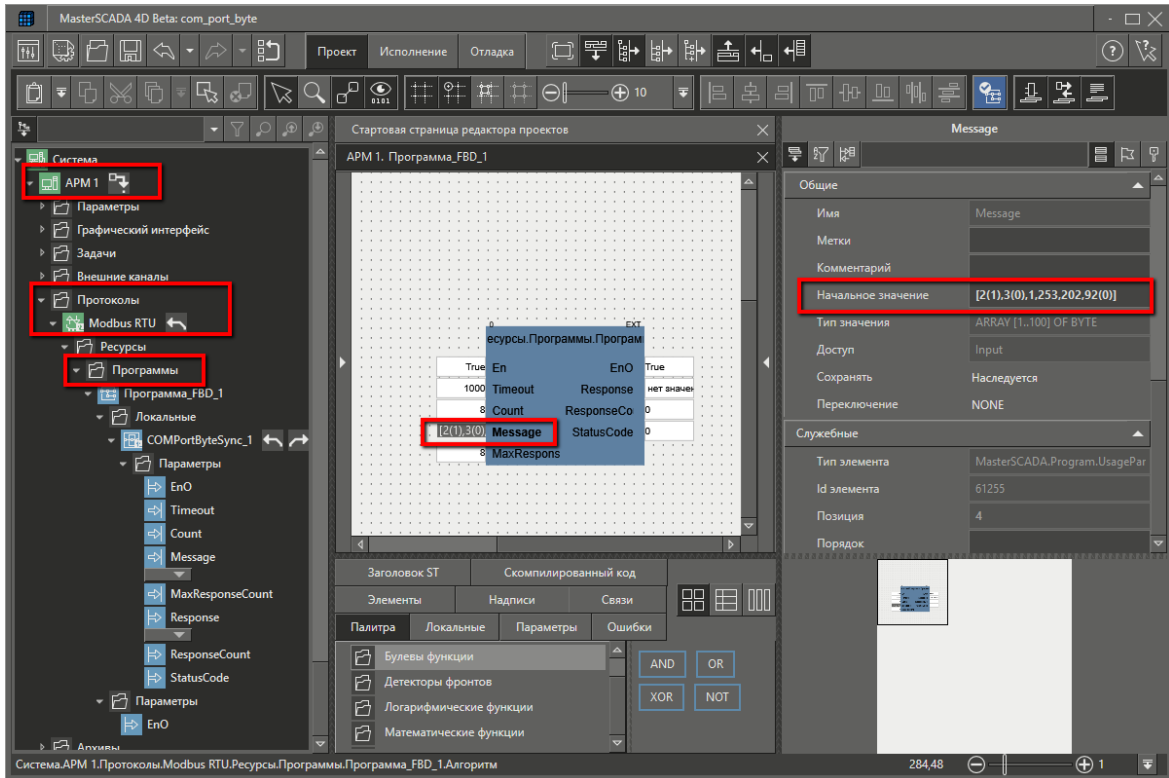 MasterSCADA 4D Beta: com_port_byte
Проект Исполнение Отладка
10
Стартовая страница редактора проектов
АРМ 1. Программа_FBD_1
Система
АРМ 1
Параметры
Графический интерфейс
Задачи
Внешние каналы
Протоколы
Modbus RTU
Ресурсы
Программы
Программа_FBD_1
Локальные
COMPortByteSync_1
Параметры
EnO
Timeout
Count
Message
MaxResponseCount
Response
ResponseCount
StatusCode
Параметры
EnO
Архивы
0 EXT
есурсы.Программы.Програм
True En EnO True
1000 Timeout Response нет значен
8 Count ResponseCo 0
[2(1),3(0), Message StatusCode 0
8 MaxRespons
Заголовок ST Скомпилированный код
Элементы Надписи Связи
Палитра Локальные Параметры Ошибки
Булевы функции
Детекторы фронтов
Логарифмические функции
Математические функции
AND OR
XOR NOT
Message
Общие
Имя Message
Метки
Комментарий
Начальное значение [2(1),3(0),1,253,202,92(0)]
Тип значения ARRAY [1..100] OF BYTE
Доступ Input
Сохранять Наследуется
Переключение NONE
Служебные
Тип элемента MasterSCADA.Program.UsagePar
Id элемента 61255
Позиция 4
Порядок
Система.АРМ 1.Протоколы.Modbus RTU.Ресурсы.Программы.Программа_FBD_1.Алгоритм 284,48 1